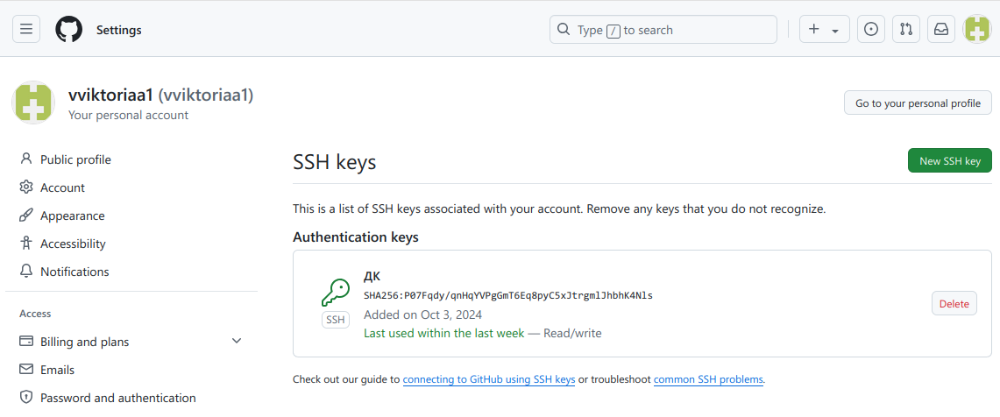 Settings
Type / to search
vviktoriaa1 (vviktoriaa1)
Your personal account
Go to your personal profile
Public profile
Account
Appearance
Accessibility
Notifications
Access
Billing and plans
Emails
Password and authentication
SSH keys
New SSH key
This is a list of SSH keys associated with your account. Remove any keys that you do not recognize.
Authentication keys
ДК
SHA256:P07Fqdy/qnHqYVPgGmT6Eq8pyC5xJtrgmlJhbhK4Nls
Added on Oct 3, 2024
Last used within the last week — Read/write
SSH
Delete
Check out our guide to connecting to GitHub using SSH keys or troubleshoot common SSH problems.